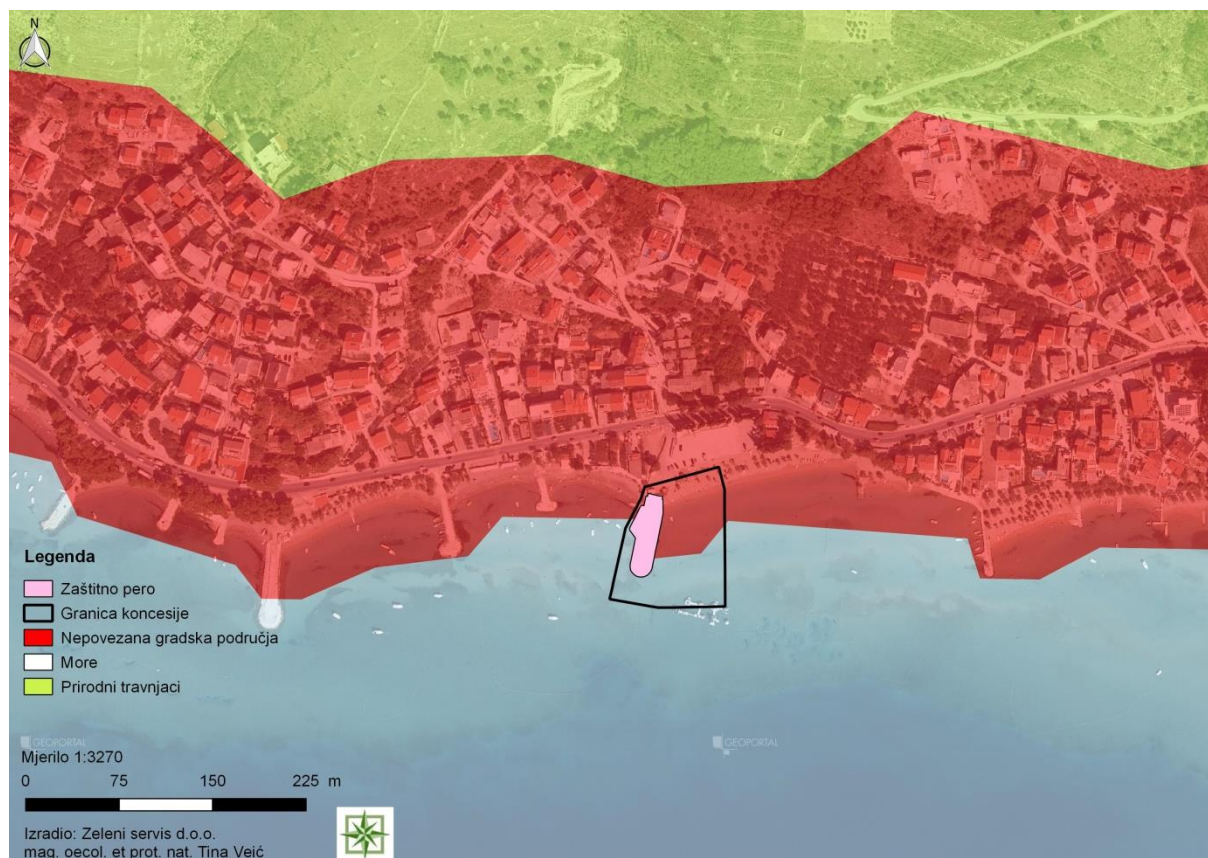 N
Legenda
Zaštitno pero
Granica koncesije
Nepovezana gradska područja
More
Prirodni travnjaci
GEOPORTAL
GEOPORTAL
Mjerilo 1:3270
0 75 150 225 m
Izradio: Zeleni servis d.o.o.
mag. oecol. et prot. nat. Tina Veić